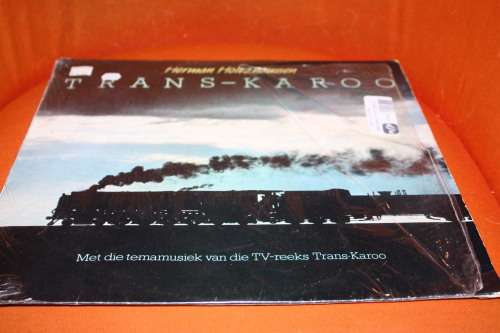 Herman Holtzhausen
TRANS-KAROO
Met die temamusiek van die TV-reeks Trans-Karoo